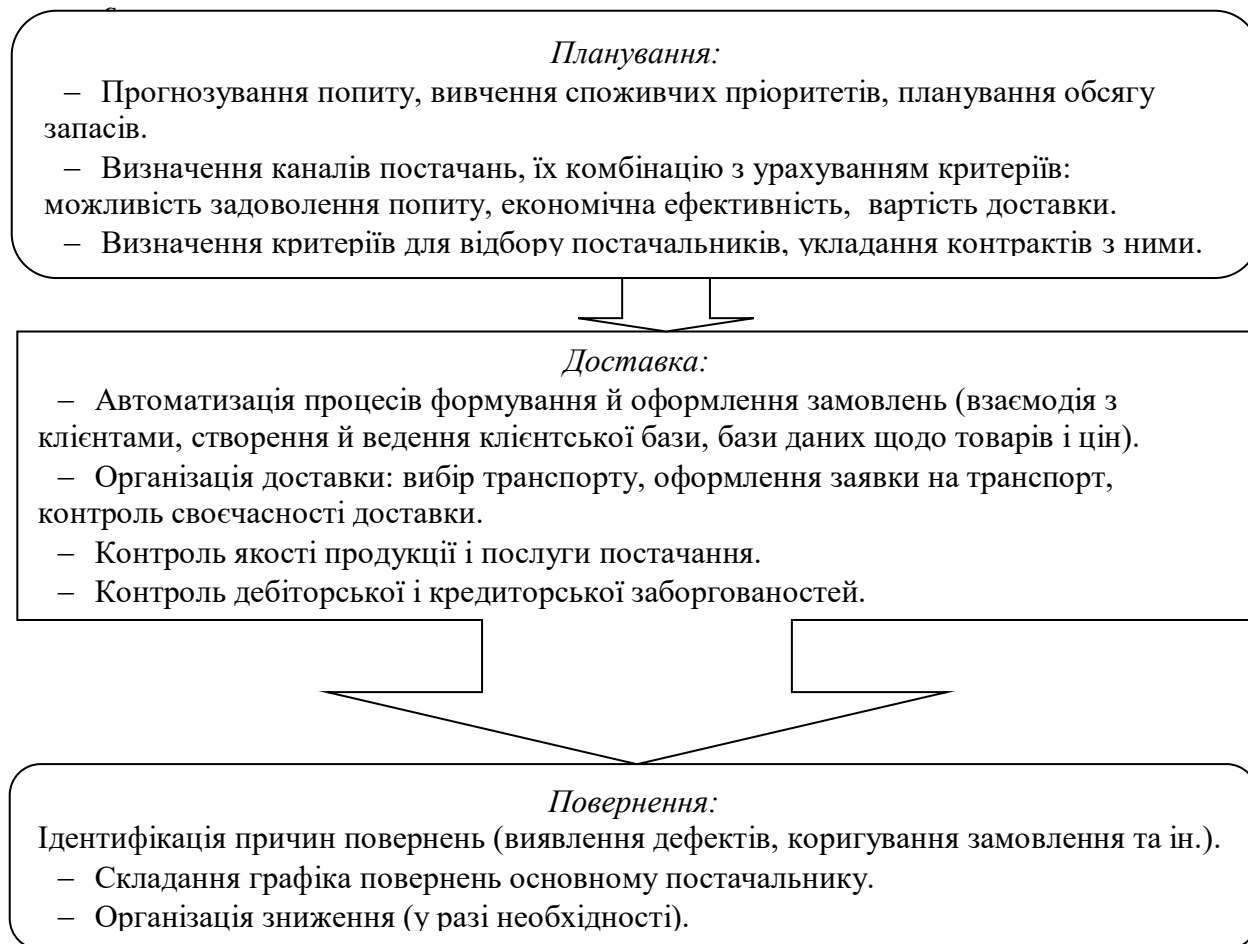 Планування:
– Прогнозування попиту, вивчення споживчих пріоритетів, планування обсягу
запасів.
– Визначення каналів постачань, їх комбінацію з урахуванням критеріїв:
можливість задоволення попиту, економічна ефективність, вартість доставки.
– Визначення критеріїв для відбору постачальників, укладання контрактів з ними.
Доставка:
– Автоматизація процесів формування й оформлення замовлень (взаємодія з
клієнтами, створення й ведення клієнтської бази, бази даних щодо товарів і цін).
– Організація доставки: вибір транспорту, оформлення заявки на транспорт,
контроль своєчасності доставки.
– Контроль якості продукції і послуги постачання.
– Контроль дебіторської і кредиторської заборгованостей.
Повернення:
Ідентифікація причин повернень (виявлення дефектів, коригування замовлення та ін.).
– Складання графіка повернень основному постачальнику.
– Організація зниження (у разі необхідності).